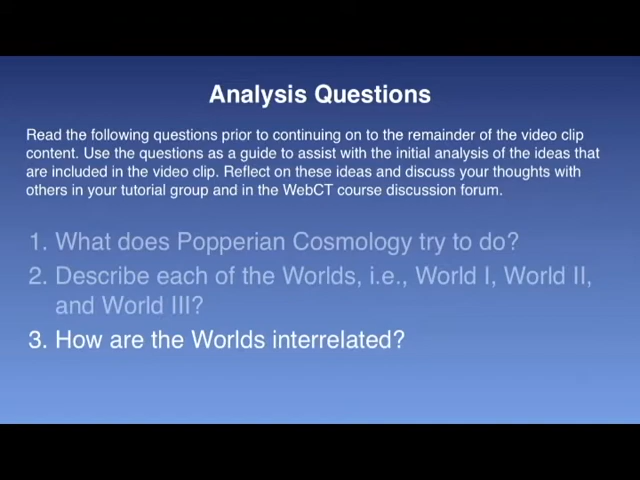 Analysis Questions
Read the following questions prior to continuing on to the remainder of the video clip
content. Use the questions as a guide to assist with the initial analysis of the ideas that
are included in the video clip. Reflect on these ideas and discuss your thoughts with
others in your tutorial group and in the WebCT course discussion forum.
1. What does Popperian Cosmology try to do?
2. Describe each of the Worlds, i.e., World I, World II,
and World III?
3. How are the Worlds interrelated?